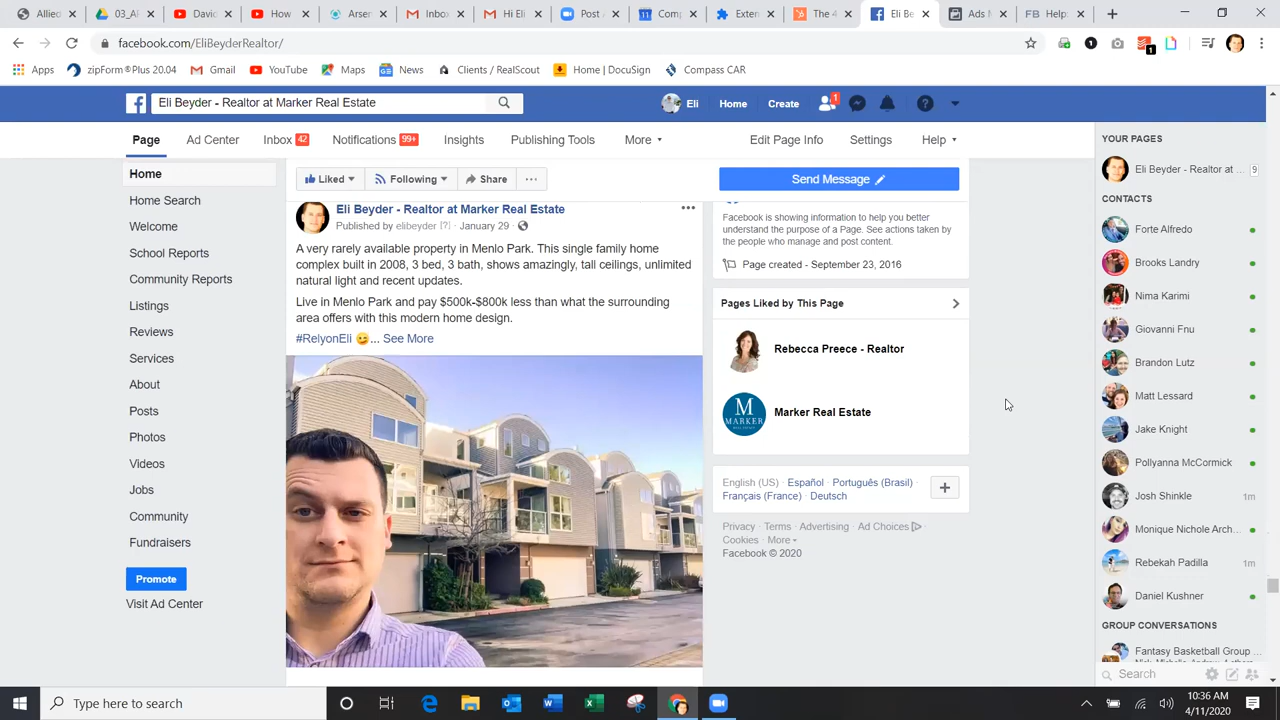 Allied
03_Al
David
How
Arsen
Inbox
Hi Eli
Post
Comp
Exten
The 4
Eli Be
Ads M
Help:
facebook.com/EliBeyderRealtor/
1
1
Apps
zipForm®Plus 20.04
Gmail
YouTube
Maps
News
Clients / RealScout
Home | DocuSign
Compass CAR
Eli Beyder - Realtor at Marker Real Estate
Eli
Home
Create
1
Page
Ad Center
Inbox 42
Notifications 99+
Insights
Publishing Tools
More
Edit Page Info
Settings
Help
Home
Home Search
Welcome
School Reports
Community Reports
Listings
Reviews
Services
About
Posts
Photos
Videos
Jobs
Community
Fundraisers
Promote
Visit Ad Center
Liked
Following
Share
...
Send Message
Eli Beyder - Realtor at Marker Real Estate
Published by elibeyder [?] · January 29 ·
A very rarely available property in Menlo Park. This single family home
complex built in 2008, 3 bed, 3 bath, shows amazingly, tall ceilings, unlimited
natural light and recent updates.
Live in Menlo Park and pay $500k-$800k less than what the surrounding
area offers with this modern home design.
#RelyonEli 😉... See More
Facebook is showing information to help you better
understand the purpose of a Page. See actions taken by
the people who manage and post content.
Page created - September 23, 2016
Pages Liked by This Page
Rebecca Preece - Realtor
M
MARKER
Marker Real Estate
English (US) · Español · Português (Brasil) ·
Français (France) · Deutsch
Privacy · Terms · Advertising · Ad Choices ·
Cookies · More
Facebook © 2020
YOUR PAGES
Eli Beyder - Realtor at ... 9
CONTACTS
Forte Alfredo
Brooks Landry
Nima Karimi
Giovanni Fnu
Brandon Lutz
Matt Lessard
Jake Knight
Pollyanna McCormick
Josh Shinkle 1m
Monique Nichole Arch...
Rebekah Padilla 1m
Daniel Kushner
GROUP CONVERSATIONS
Fantasy Basketball Group ...
Search
Type here to search
10:36 AM
4/11/2020